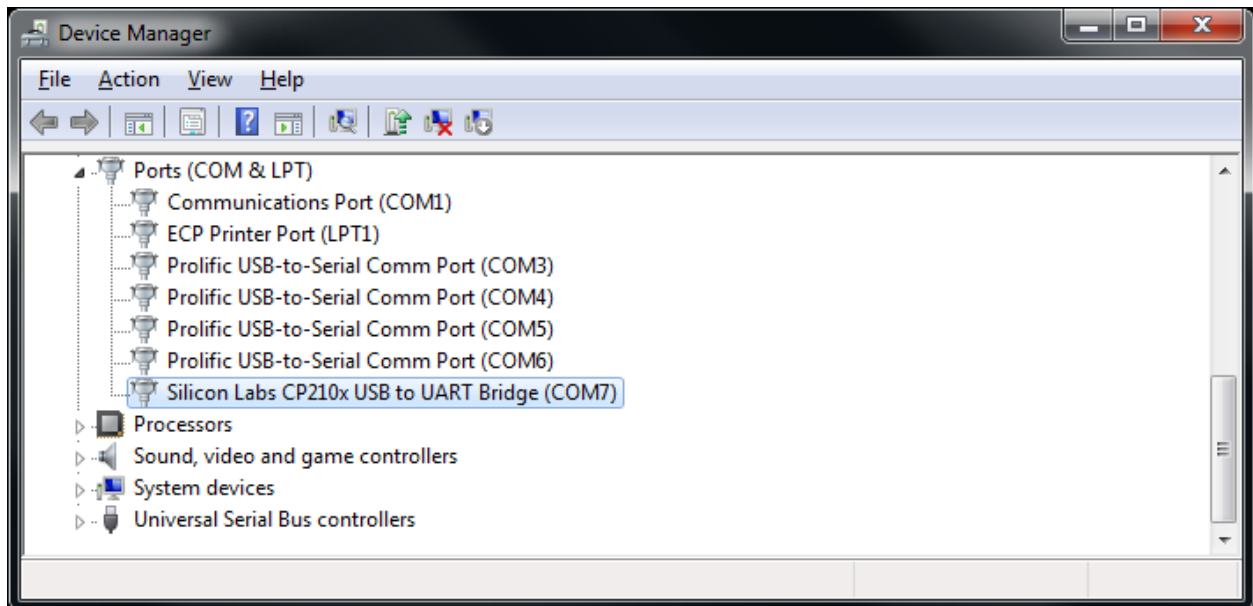 Device Manager
File Action View Help
Ports (COM & LPT)
Communications Port (COM1)
ECP Printer Port (LPT1)
Prolific USB-to-Serial Comm Port (COM3)
Prolific USB-to-Serial Comm Port (COM4)
Prolific USB-to-Serial Comm Port (COM5)
Prolific USB-to-Serial Comm Port (COM6)
Silicon Labs CP210x USB to UART Bridge (COM7)
Processors
Sound, video and game controllers
System devices
Universal Serial Bus controllers